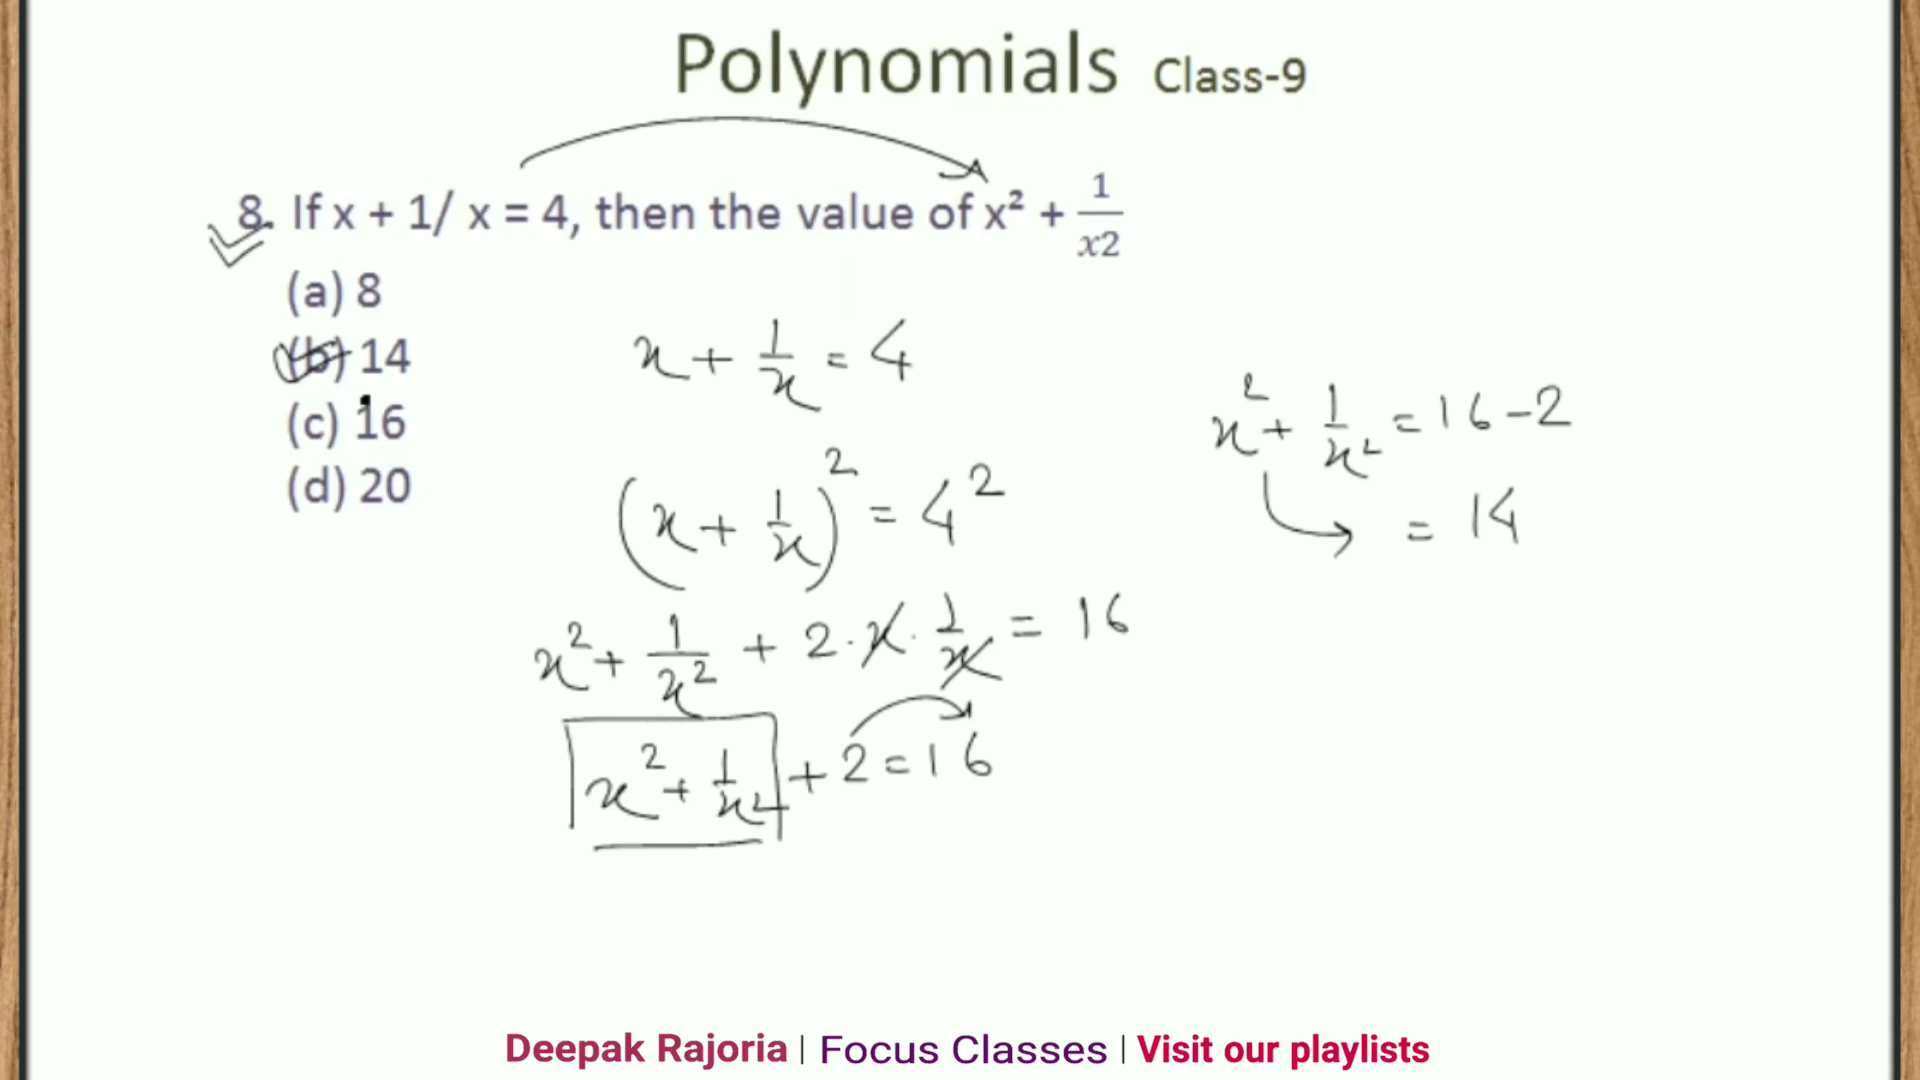 Polynomials Class-9
8. If x + 1/ x = 4, then the value of x² + 1/x2
(a) 8
(b) 14
(c) 16
(d) 20
x + 1/x = 4
(x + 1/x)² = 4²
x² + 1/x² + 2·x·1/x = 16
x² + 1/x² + 2 = 16
x² + 1/x² = 16-2
= 14
Deepak Rajoria | Focus Classes | Visit our playlists